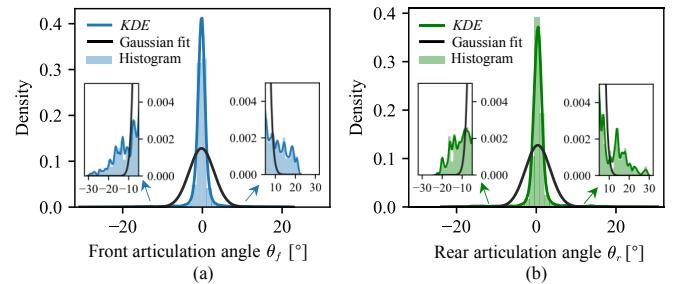 (a)
0.4
0.3
0.2
0.1
0.0
Density
KDE
Gaussian fit
Histogram
0.004
0.002
0.000
−30 −20 −10
0.004
0.002
0.000
10 20 30
−20 0 20
Front articulation angle θf [°]
(a)
(b)
0.4
0.3
0.2
0.1
0.0
Density
KDE
Gaussian fit
Histogram
0.004
0.002
0.000
−30 −20 −10
0.004
0.002
0.000
10 20 30
−20 0 20
Rear articulation angle θr [°]
(b)